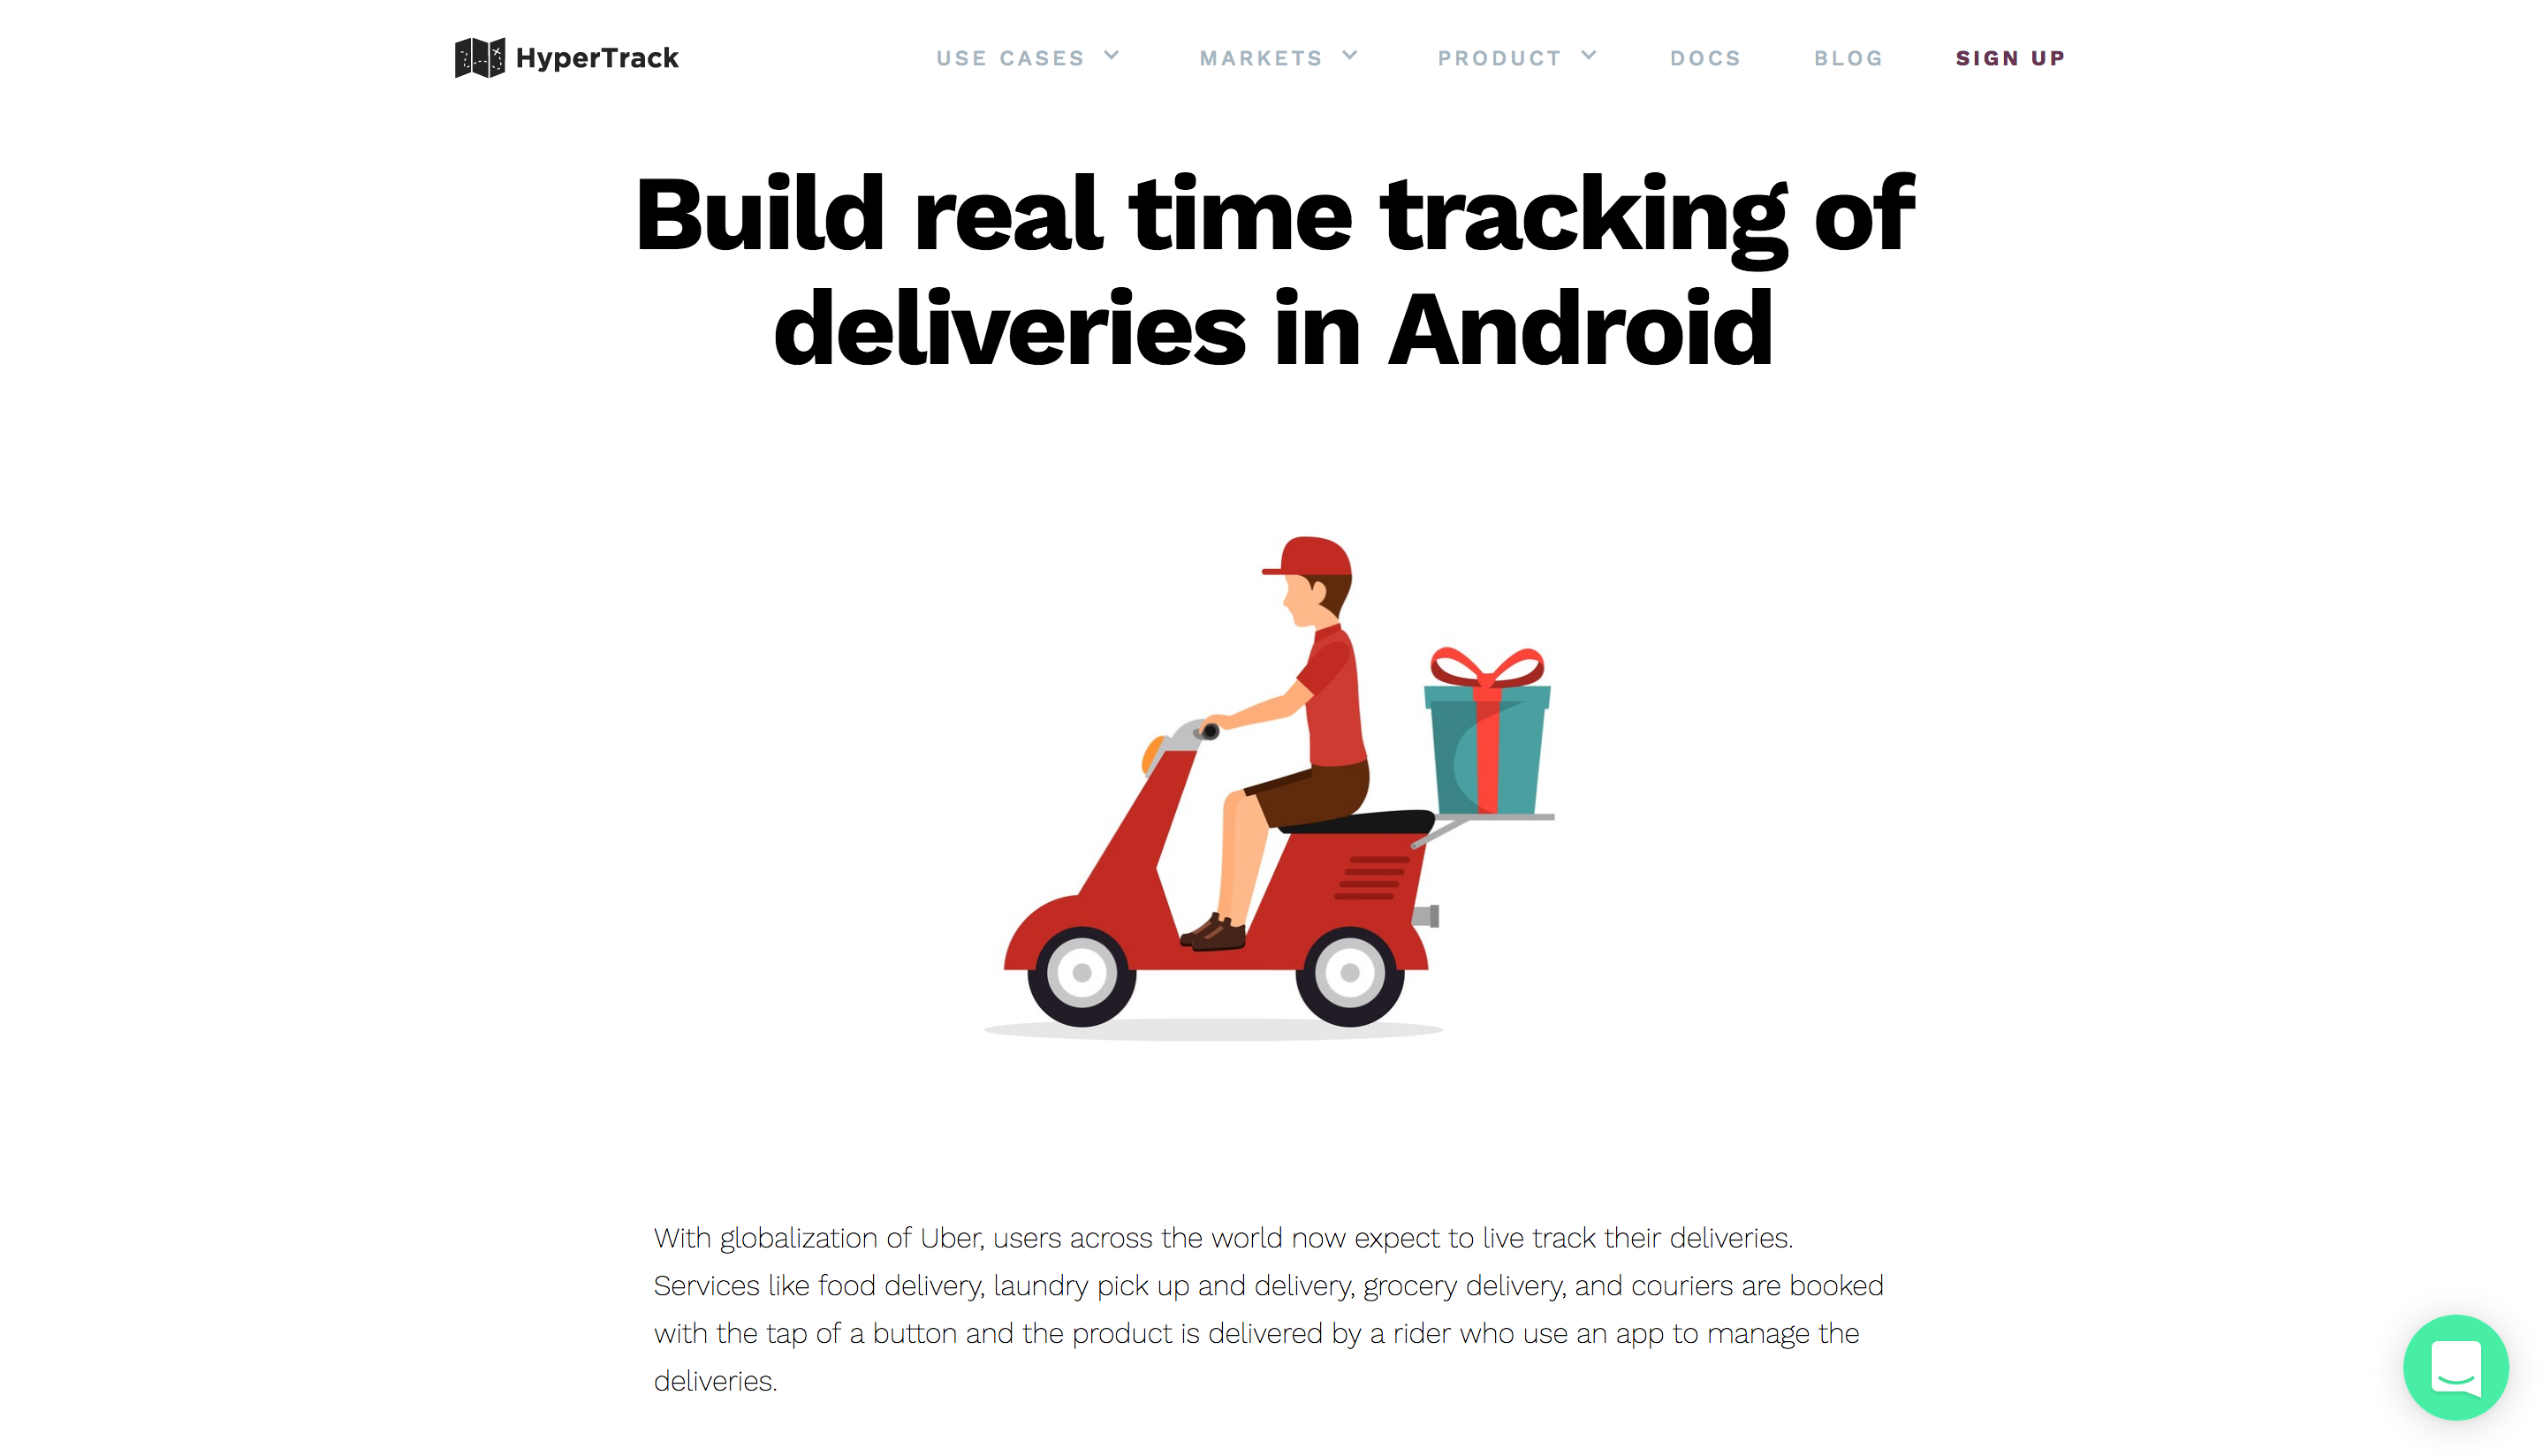 HyperTrack
USE CASES
MARKETS
PRODUCT
DOCS
BLOG
SIGN UP
Build real time tracking of
deliveries in Android
With globalization of Uber, users across the world now expect to live track their deliveries.
Services like food delivery, laundry pick up and delivery, grocery delivery, and couriers are booked
with the tap of a button and the product is delivered by a rider who use an app to manage the
deliveries.